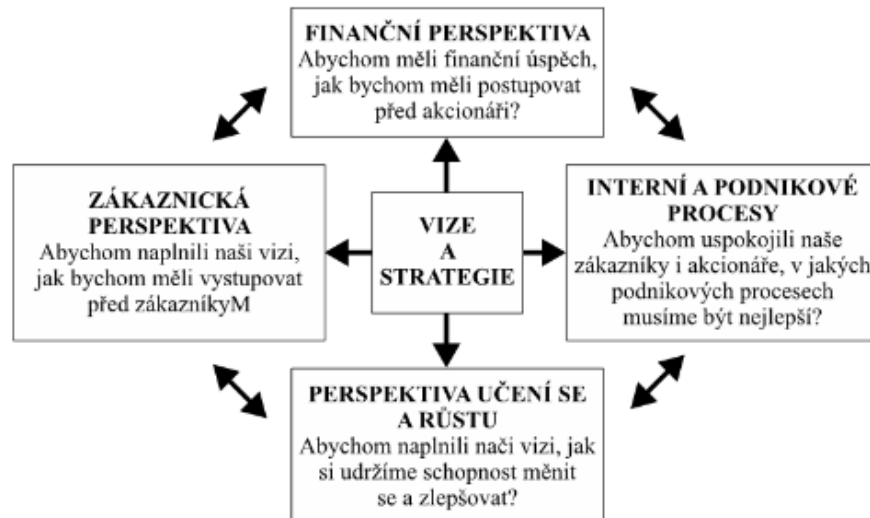 FINANČNÍ PERSPEKTIVA
Abychom měli finanční úspěch,
jak bychom měli postupovat
před akcionáři?
ZÁKAZNICKÁ
PERSPEKTIVA
Abychom naplnili naši vizi,
jak bychom měli vystupovat
před zákazníkyM
VIZE
A
STRATEGIE
INTERNÍ A PODNIKOVÉ
PROCESY
Abychom uspokojili naše
zákazníky i akcionáře, v jakých
podnikových procesech
musíme být nejlepší?
PERSPEKTIVA UČENÍ SE
A RŮSTU
Abychom naplnili nači vizi, jak
si udržíme schopnost měnit
se a zlepšovat?